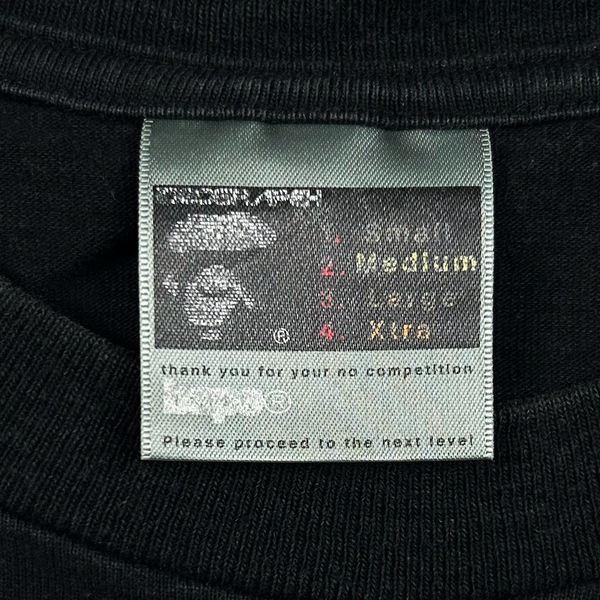 1. Small
2. Medium
3. Large
4. Xtra
®
thank you for your no competition
bape®
Please proceed to the next level